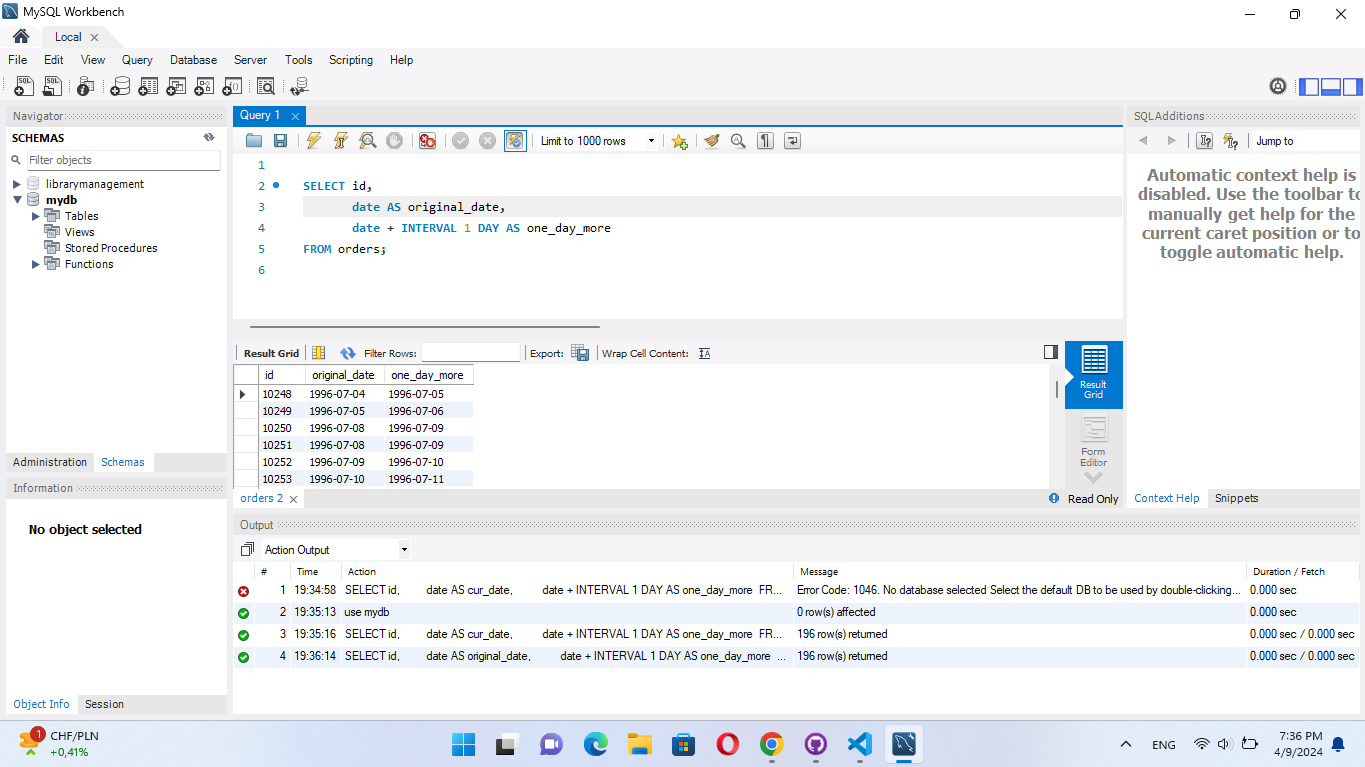 MySQL Workbench
Local
File Edit View Query Database Server Tools Scripting Help
Navigator
SCHEMAS
Filter objects
librarymanagement
mydb
Tables
Views
Stored Procedures
Functions
Administration Schemas
Information
No object selected
Object Info Session
Query 1
Limit to 1000 rows
1
2 SELECT id,
3 date AS original_date,
4 date + INTERVAL 1 DAY AS one_day_more
5 FROM orders;
6
Result Grid Filter Rows: Export: Wrap Cell Content:
id original_date one_day_more
10248 1996-07-04 1996-07-05
10249 1996-07-05 1996-07-06
10250 1996-07-08 1996-07-09
10251 1996-07-08 1996-07-09
10252 1996-07-09 1996-07-10
10253 1996-07-10 1996-07-11
Result
Grid
Form
Editor
orders 2
Read Only
SQLAdditions
Jump to
Automatic context help is
disabled. Use the toolbar to
manually get help for the
current caret position or to
toggle automatic help.
Context Help Snippets
Output
Action Output
# Time Action Message Duration / Fetch
1 19:34:58 SELECT id, date AS cur_date, date + INTERVAL 1 DAY AS one_day_more FR... Error Code: 1046. No database selected Select the default DB to be used by double-clicking... 0.000 sec
2 19:35:13 use mydb 0 row(s) affected 0.000 sec
3 19:35:16 SELECT id, date AS cur_date, date + INTERVAL 1 DAY AS one_day_more FR... 196 row(s) returned 0.000 sec / 0.000 sec
4 19:36:14 SELECT id, date AS original_date, date + INTERVAL 1 DAY AS one_day_more ... 196 row(s) returned 0.000 sec / 0.000 sec
1
CHF/PLN
+0,41%
ENG
7:36 PM
4/9/2024